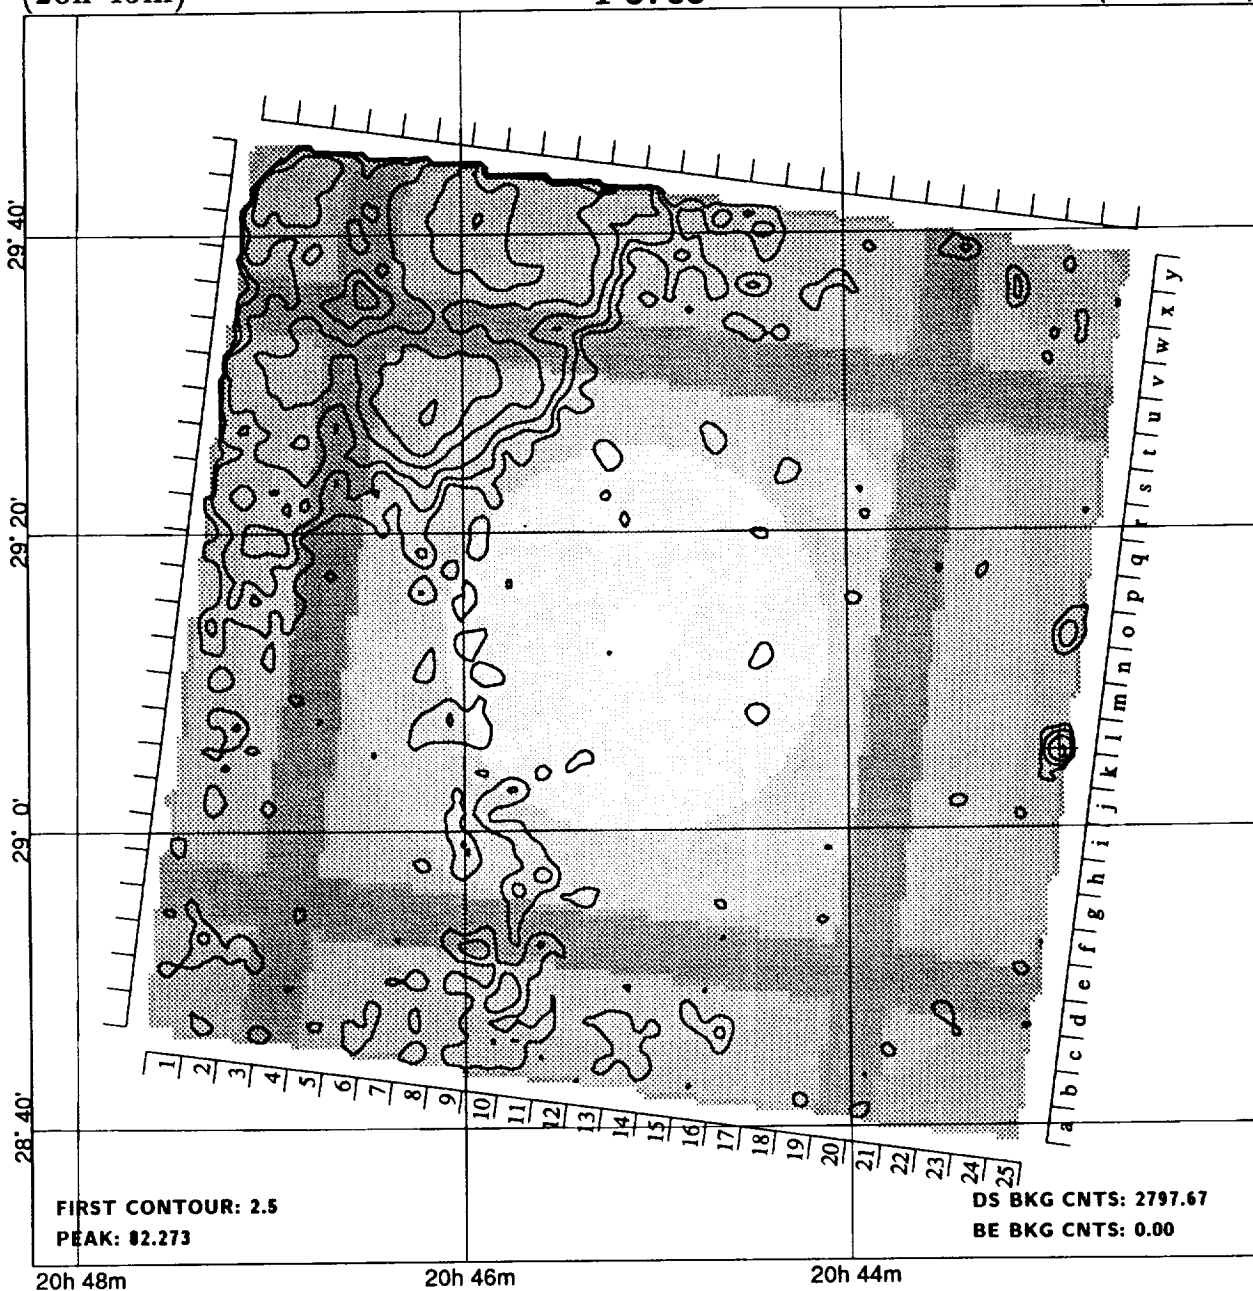 29° 40'
29° 20'
29° 0'
28° 40'
y
x
w
v
u
t
s
r
q
p
o
n
m
l
k
j
i
h
g
f
e
d
c
b
a
1 2 3 4 5 6 7 8 9 10 11 12 13 14 15 16 17 18 19 20 21 22 23 24 25
FIRST CONTOUR: 2.5
PEAK: 82.273
DS BKG CNTS: 2797.67
BE BKG CNTS: 0.00
20h 48m 20h 46m 20h 44m